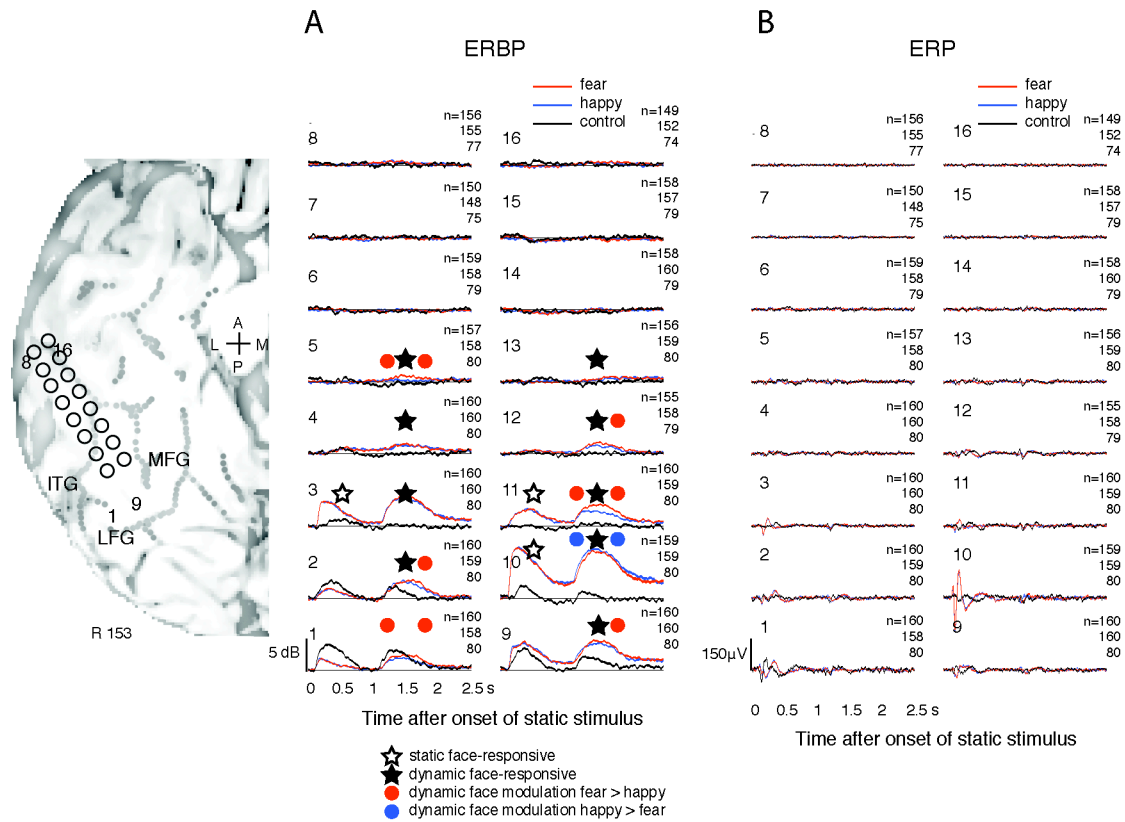 A
B
ERBP
ERP
fear
happy
control
fear
happy
control
8
n=156
155
77
16
n=149
152
74
7
n=150
148
75
15
n=158
157
79
6
n=159
158
79
14
n=158
160
79
5
n=157
158
80
13
n=156
159
80
4
n=160
160
80
12
n=155
158
79
3
n=160
160
80
11
n=160
159
80
2
n=160
159
80
10
n=159
159
80
1
n=160
158
80
9
n=160
160
80
5 dB
0 0.5 1 1.5 2 2.5 s
Time after onset of static stimulus
8
n=156
155
77
16
n=149
152
74
7
n=150
148
75
15
n=158
157
79
6
n=159
158
79
14
n=158
160
79
5
n=157
158
80
13
n=156
159
80
4
n=160
160
80
12
n=155
158
79
3
n=160
160
80
11
n=160
159
80
2
n=160
159
80
10
n=159
159
80
1
n=160
158
80
9
n=160
160
80
150µV
0 0.5 1 1.5 2 2.5 s
Time after onset of static stimulus
A
L M
P
8 16
MFG
ITG
9
1
LFG
R 153
static face-responsive
dynamic face-responsive
dynamic face modulation fear > happy
dynamic face modulation happy > fear